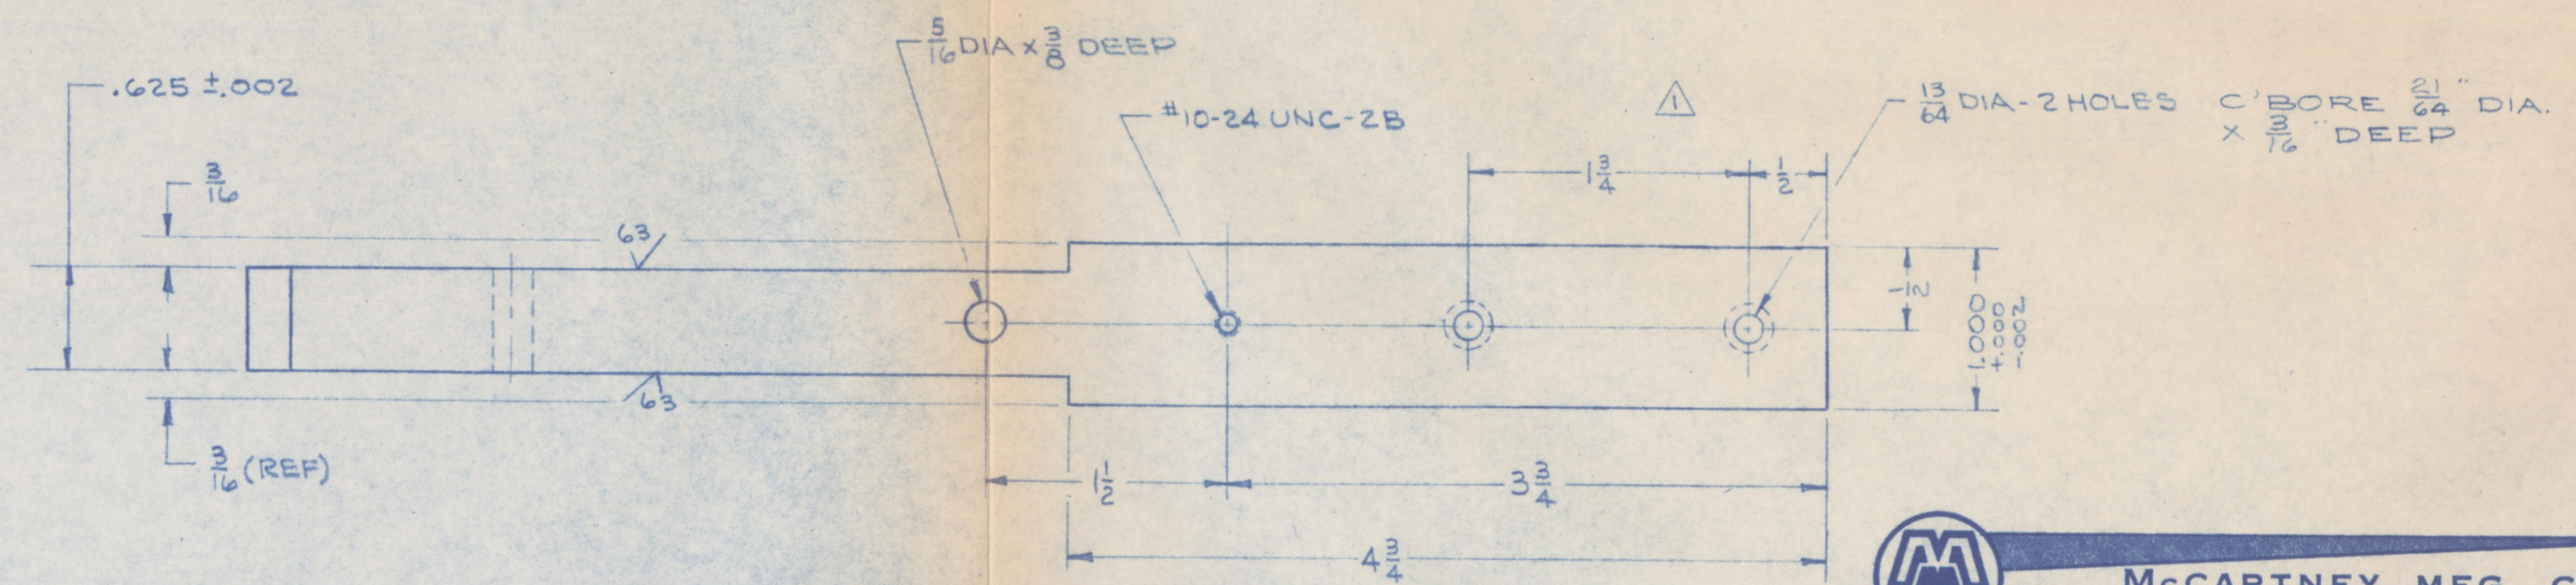 5/16 DIA x 3/8 DEEP
.625 ±.002
#10-24 UNC-2B
1
13/64 DIA-2 HOLES C'BORE 21/64" DIA.
x 3/16" DEEP
3/16
1 3/4
1/2
63
1/2
1.000
+.000
-.002
63
3/16 (REF)
1 1/2
3 3/4
4 3/4
M
McCARTNEY MFG.